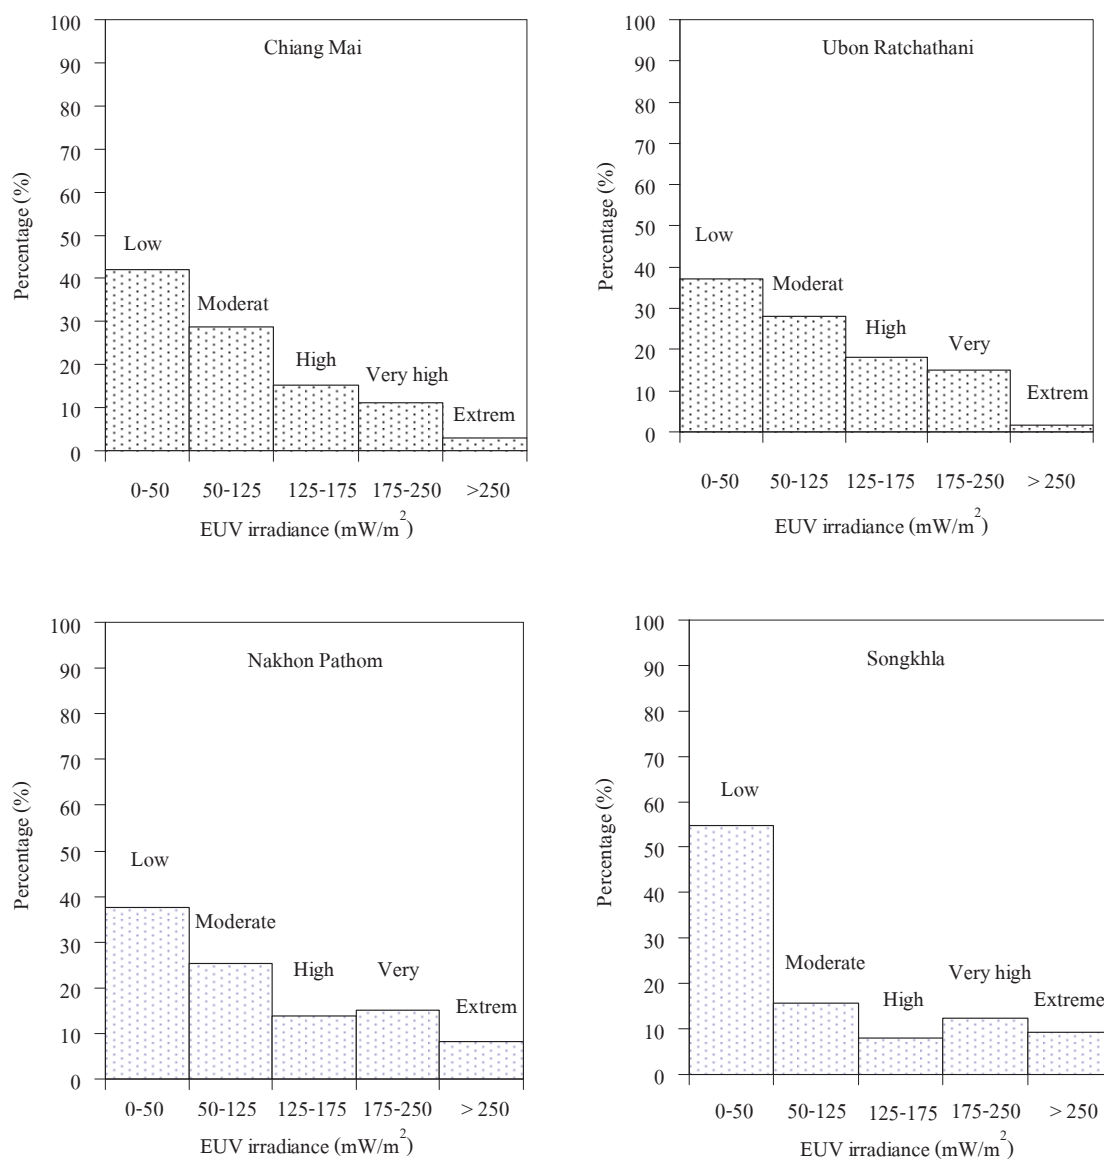 Chiang Mai
Percentage (%)
100
90
80
70
60
50
40
30
20
10
0
Low
Moderat
High
Very high
Extrem
0-50 50-125 125-175 175-250 >250
EUV irradiance (mW/m²)
Ubon Ratchathani
Percentage (%)
100
90
80
70
60
50
40
30
20
10
0
Low
Moderat
High
Very
Extrem
0-50 50-125 125-175 175-250 > 250
EUV irradiance (mW/m²)
Nakhon Pathom
Percentage (%)
100
90
80
70
60
50
40
30
20
10
0
Low
Moderate
High
Very
Extrem
0-50 50-125 125-175 175-250 > 250
EUV irradiance (mW/m²)
Songkhla
Percentage (%)
100
90
80
70
60
50
40
30
20
10
0
Low
Moderate
High
Very high
Extreme
0-50 50-125 125-175 175-250 > 250
EUV irradiance (mW/m²)